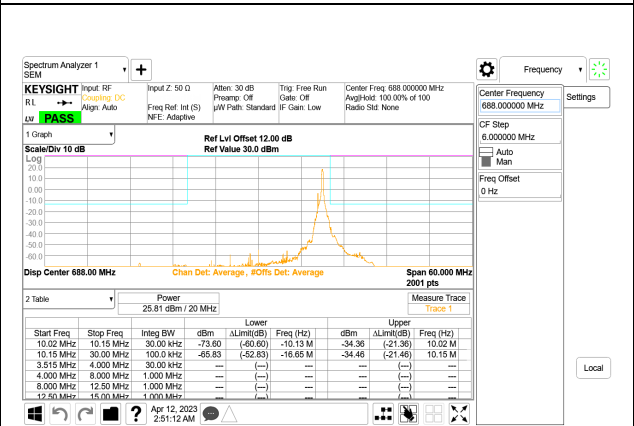 Spectrum Analyzer 1
SEM
Frequency
KEYSIGHT Input: RF Input Z: 50 Ω Atten: 30 dB Trig: Free Run Center Freq: 688.000000 MHz
RL Coupling: DC Preamp: Off Gate: Off Avg|Hold: 100.00% of 100
Align: Auto Freq Ref: Int (S) µW Path: Standard IF Gain: Low Radio Std: None
LXI PASS NFE: Adaptive
Center Frequency
688.000000 MHz
Settings
CF Step
6.000000 MHz
Auto
Man
Freq Offset
0 Hz
1 Graph
Ref Lvl Offset 12.00 dB
Scale/Div 10 dB Ref Value 30.0 dBm
Log
20.0
10.0
0.00
-10.0
-20.0
-30.0
-40.0
-50.0
-60.0
Disp Center 688.00 MHz Chan Det: Average, #Offs Det: Average Span 60.000 MHz
2001 pts
2 Table Power Measure Trace
25.81 dBm / 20 MHz Trace 1
Lower Upper
Start Freq Stop Freq Integ BW dBm ΔLimit(dB) Freq (Hz) dBm ΔLimit(dB) Freq (Hz)
10.02 MHz 10.15 MHz 30.00 kHz -73.60 (-60.60) -10.13 M -34.36 (-21.36) 10.02 M
10.15 MHz 30.00 MHz 100.0 kHz -65.83 (-52.83) -16.65 M -34.46 (-21.46) 10.15 M
3.515 MHz 4.000 MHz 30.00 kHz --- (---) --- --- (---) ---
4.000 MHz 8.000 MHz 1.000 MHz --- (---) --- --- (---) ---
8.000 MHz 12.50 MHz 1.000 MHz --- (---) --- --- (---) ---
12.50 MHz 15.00 MHz 1.000 MHz --- (---) --- --- (---) ---
Local
Apr 12, 2023
2:51:12 AM